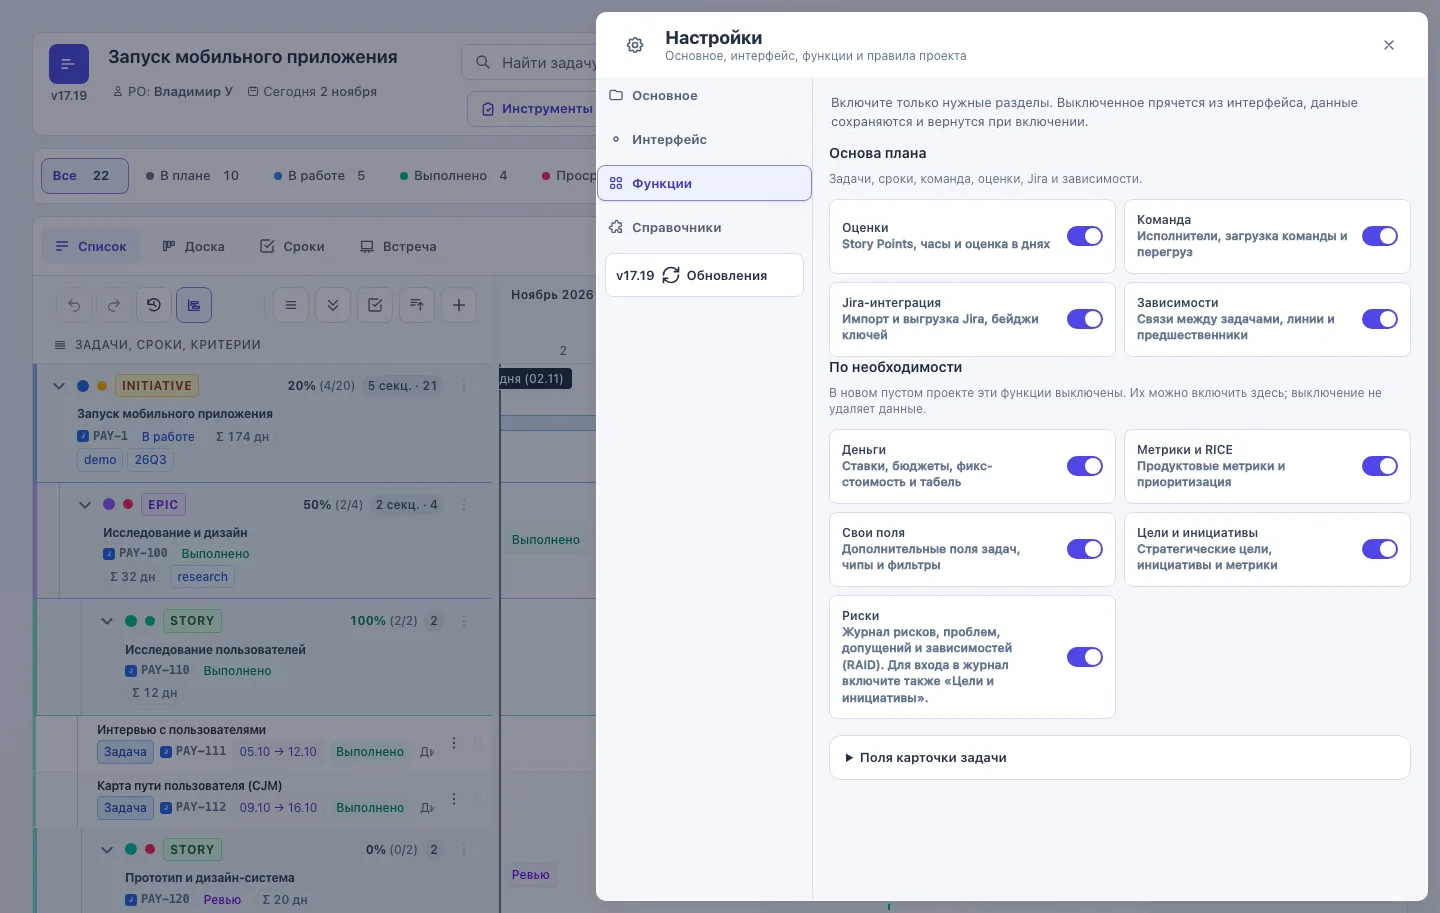 Запуск мобильного приложения
v17.19
PO: Владимир У
Сегодня 2 ноября
Найти задачу
Инструменты
Все 22
В плане 10
В работе 5
Выполнено 4
Список
Доска
Сроки
Встреча
Ноябрь 2026
ЗАДАЧИ, СРОКИ, КРИТЕРИИ
2
дня (02.11)
INITIATIVE
20% (4/20)
5 секц. · 21
Запуск мобильного приложения
PAY-1 В работе Σ 174 дн
demo 26Q3
EPIC
50% (2/4)
2 секц. · 4
Исследование и дизайн
PAY-100 Выполнено
Σ 32 дн research
Выполнено
STORY
100% (2/2) 2
Исследование пользователей
PAY-110 Выполнено
Σ 12 дн
Интервью с пользователями
Задача PAY-111 05.10 → 12.10 Выполнено
Карта пути пользователя (CJM)
Задача PAY-112 09.10 → 16.10 Выполнено
STORY
0% (0/2) 2
Прототип и дизайн-система
PAY-120 Ревью Σ 20 дн
Ревью
Настройки
Основное, интерфейс, функции и правила проекта
Основное
Интерфейс
Функции
Справочники
v17.19 Обновления
Включите только нужные разделы. Выключенное прячется из интерфейса, данные
сохраняются и вернутся при включении.
Основа плана
Задачи, сроки, команда, оценки, Jira и зависимости.
Оценки
Story Points, часы и оценка в днях
Команда
Исполнители, загрузка команды и
перегруз
Jira-интеграция
Импорт и выгрузка Jira, бейджи
ключей
Зависимости
Связи между задачами, линии и
предшественники
По необходимости
В новом пустом проекте эти функции выключены. Их можно включить здесь; выключение не
удаляет данные.
Деньги
Ставки, бюджеты, фикс-
стоимость и табель
Метрики и RICE
Продуктовые метрики и
приоритизация
Свои поля
Дополнительные поля задач,
чипы и фильтры
Цели и инициативы
Стратегические цели,
инициативы и метрики
Риски
Журнал рисков, проблем,
допущений и зависимостей
(RAID). Для входа в журнал
включите также «Цели и
инициативы».
Поля карточки задачи